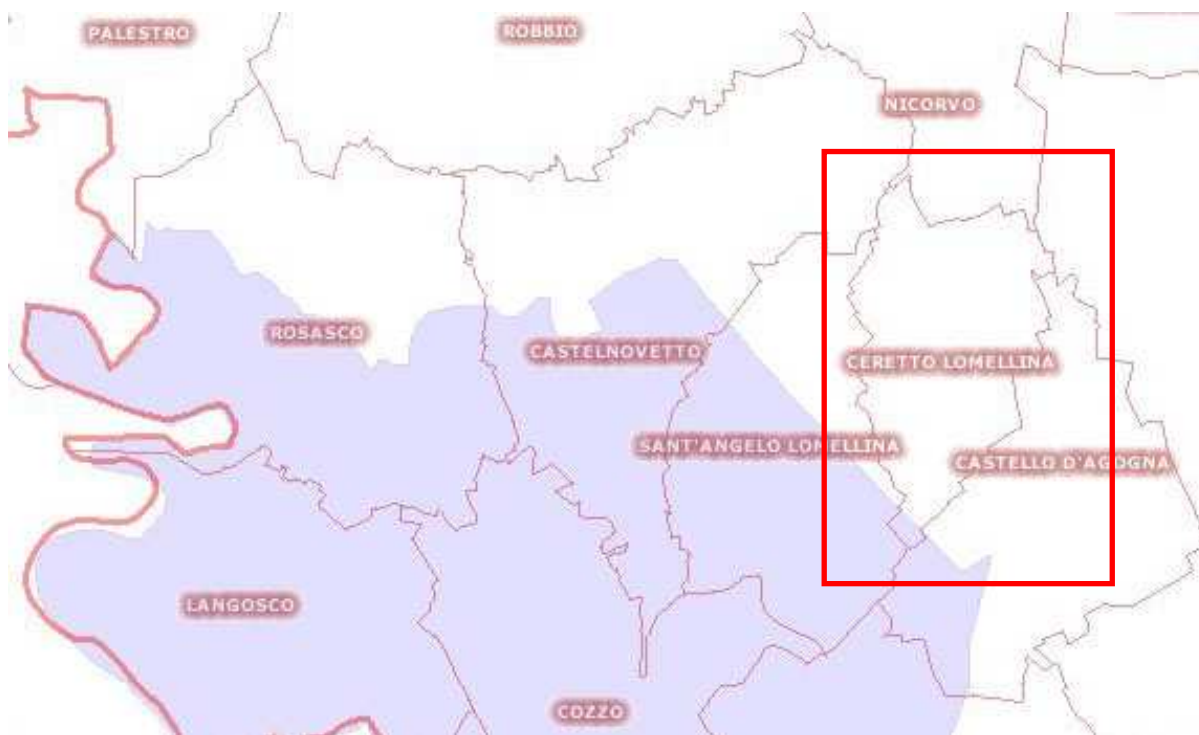 PALESTRO
ROBBIO
NICORVO
ROSASCO
CASTELNOVETTO
CERETTO LOMELLINA
SANT'ANGELO LOMELLINA
CASTELLO D'AGOGNA
LANGOSCO
COZZO